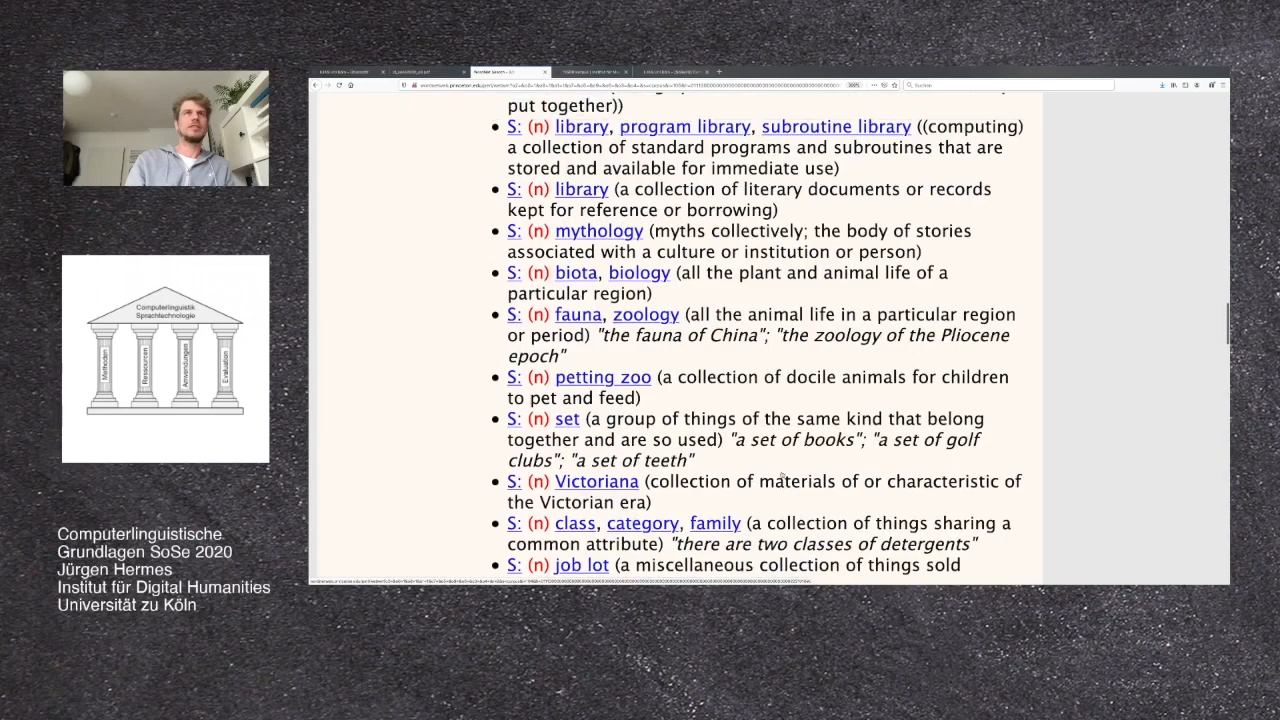 WordNet Search - 3.1
Suchen
put together))
• S: (n) library, program library, subroutine library ((computing)
a collection of standard programs and subroutines that are
stored and available for immediate use)
• S: (n) library (a collection of literary documents or records
kept for reference or borrowing)
• S: (n) mythology (myths collectively; the body of stories
associated with a culture or institution or person)
• S: (n) biota, biology (all the plant and animal life of a
particular region)
• S: (n) fauna, zoology (all the animal life in a particular region
or period) "the fauna of China"; "the zoology of the Pliocene
epoch"
• S: (n) petting zoo (a collection of docile animals for children
to pet and feed)
• S: (n) set (a group of things of the same kind that belong
together and are so used) "a set of books"; "a set of golf
clubs"; "a set of teeth"
• S: (n) Victoriana (collection of materials of or characteristic of
the Victorian era)
• S: (n) class, category, family (a collection of things sharing a
common attribute) "there are two classes of detergents"
• S: (n) job lot (a miscellaneous collection of things sold
Computerlinguistik
Sprachtechnologie
Methoden
Ressourcen
Anwendungen
Evaluation
Computerlinguistische
Grundlagen SoSe 2020
Jürgen Hermes
Institut für Digital Humanities
Universität zu Köln